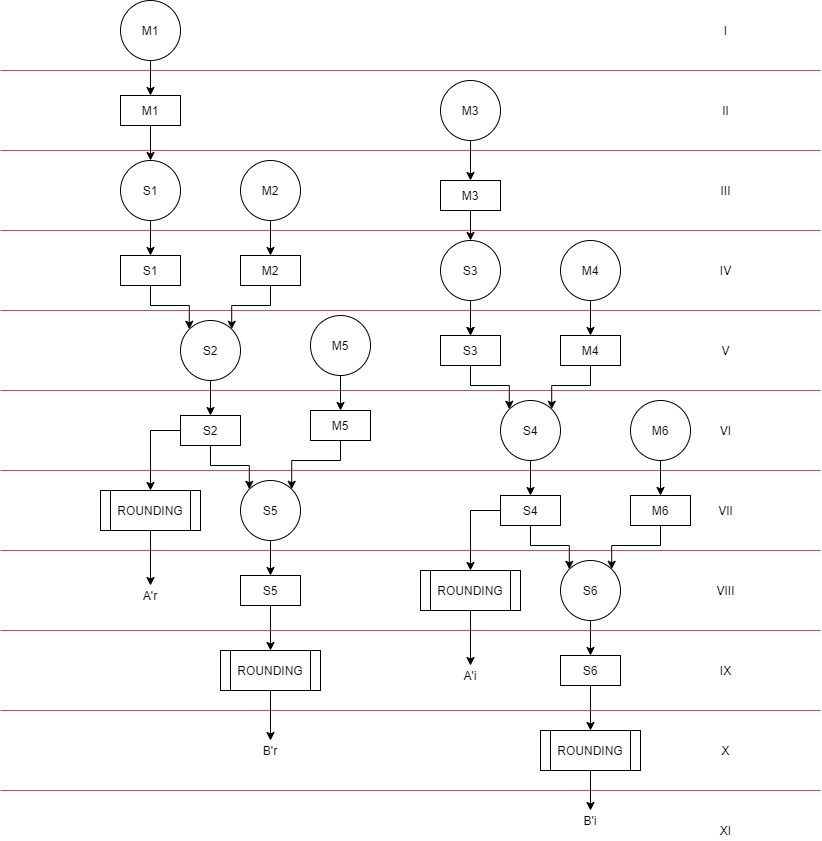 M1
I
M1
M3
II
S1
M2
M3
III
S1
M2
S3
M4
IV
S2
M5
S3
M4
V
S2
M5
S4
M6
VI
ROUNDING
S5
S4
M6
VII
A'r
S5
ROUNDING
S6
VIII
ROUNDING
A'i
S6
IX
B'r
ROUNDING
X
B'i
XI